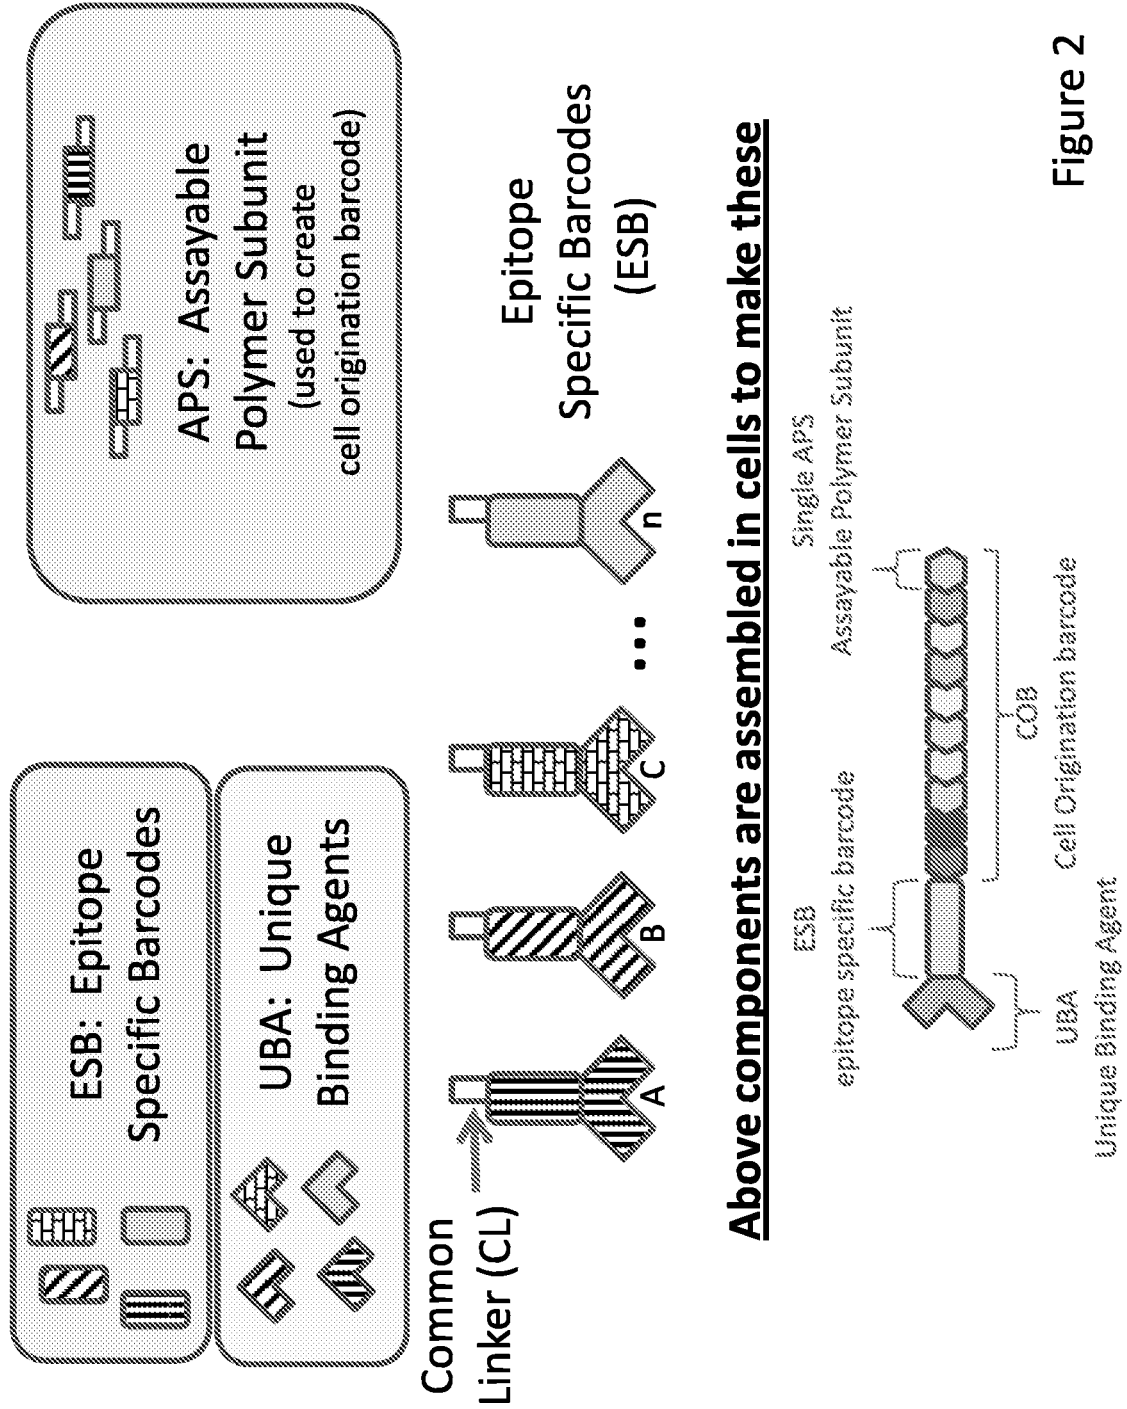 ESB: Epitope
Specific Barcodes
UBA: Unique
Binding Agents
APS: Assayable
Polymer Subunit
(used to create
cell origination barcode)
Common
Linker (CL)
A
B
C
...
n
Epitope
Specific Barcodes
(ESB)
Above components are assembled in cells to make these
ESB
epitope specific barcode
Single APS
Assayable Polymer Subunit
UBA
Unique Binding Agent
COB
Cell Origination barcode
Figure 2